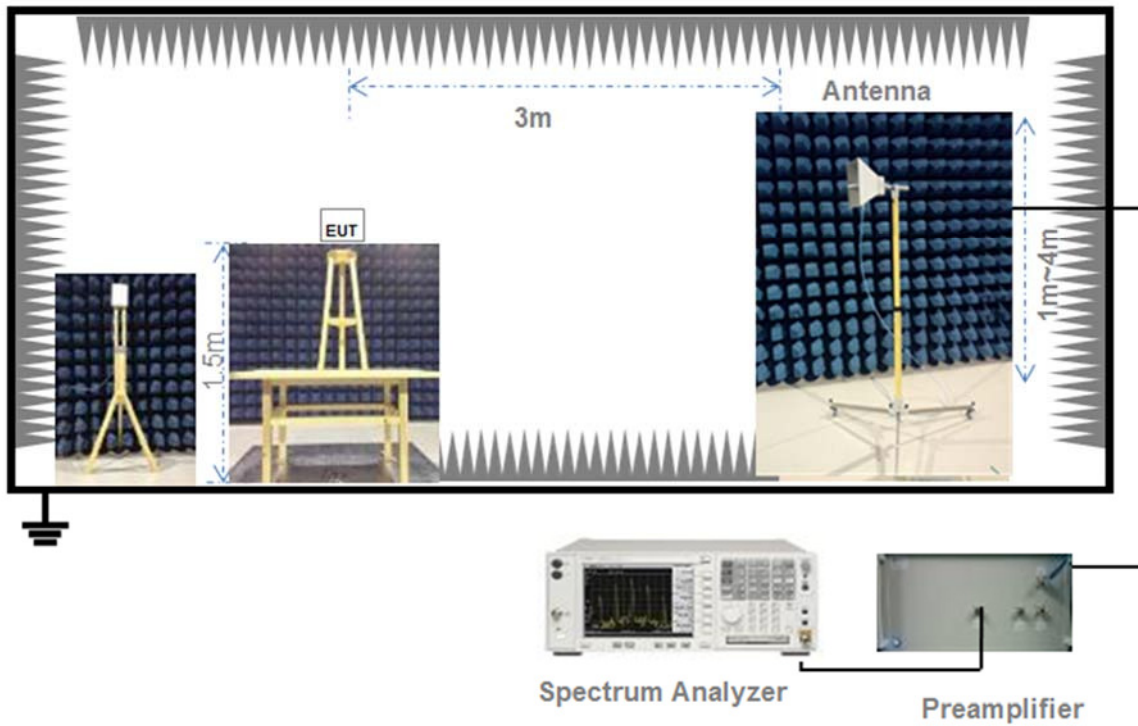 Antenna
3m
EUT
1.5m
1m~4m
Spectrum Analyzer
Preamplifier